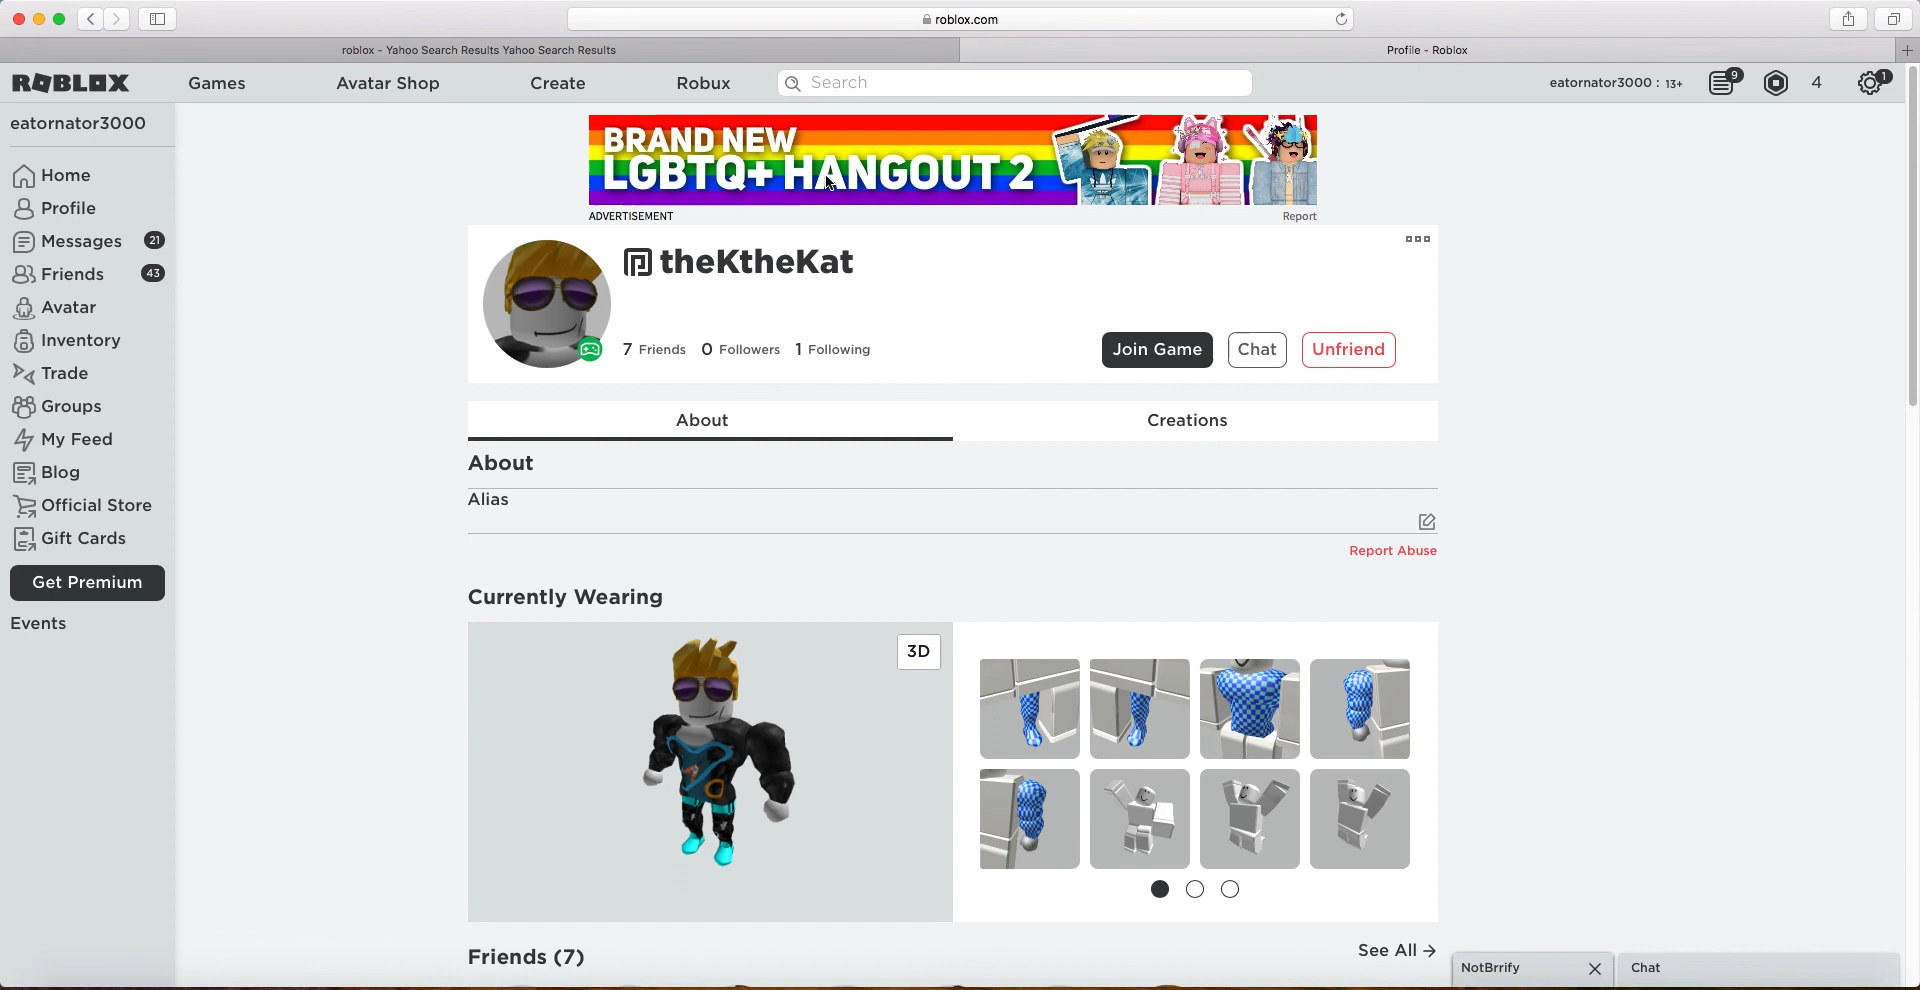 roblox.com
roblox - Yahoo Search Results Yahoo Search Results
Profile - Roblox
ROBLOX
Games
Avatar Shop
Create
Robux
Search
eatornator3000 : 13+
9
4
1
eatornator3000
Home
Profile
Messages 21
Friends 43
Avatar
Inventory
Trade
Groups
My Feed
Blog
Official Store
Gift Cards
Get Premium
Events
BRAND NEW
LGBTQ+ HANGOUT 2
ADVERTISEMENT
Report
theKtheKat
7 Friends 0 Followers 1 Following
Join Game
Chat
Unfriend
About
Creations
About
Alias
Report Abuse
Currently Wearing
3D
Friends (7)
See All
NotBrrify
Chat